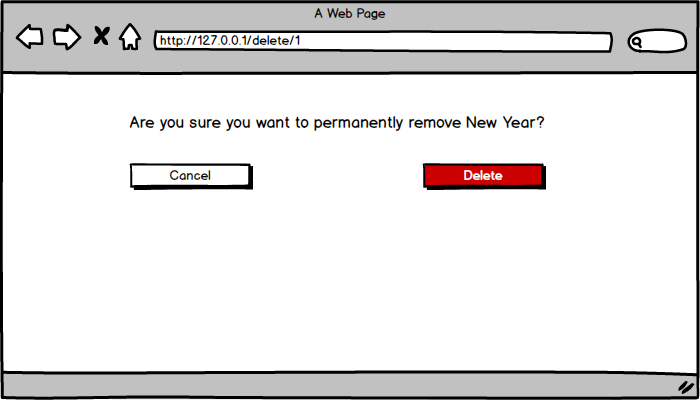 A Web Page
http://127.0.0.1/delete/1
Are you sure you want to permanently remove New Year?
Cancel
Delete